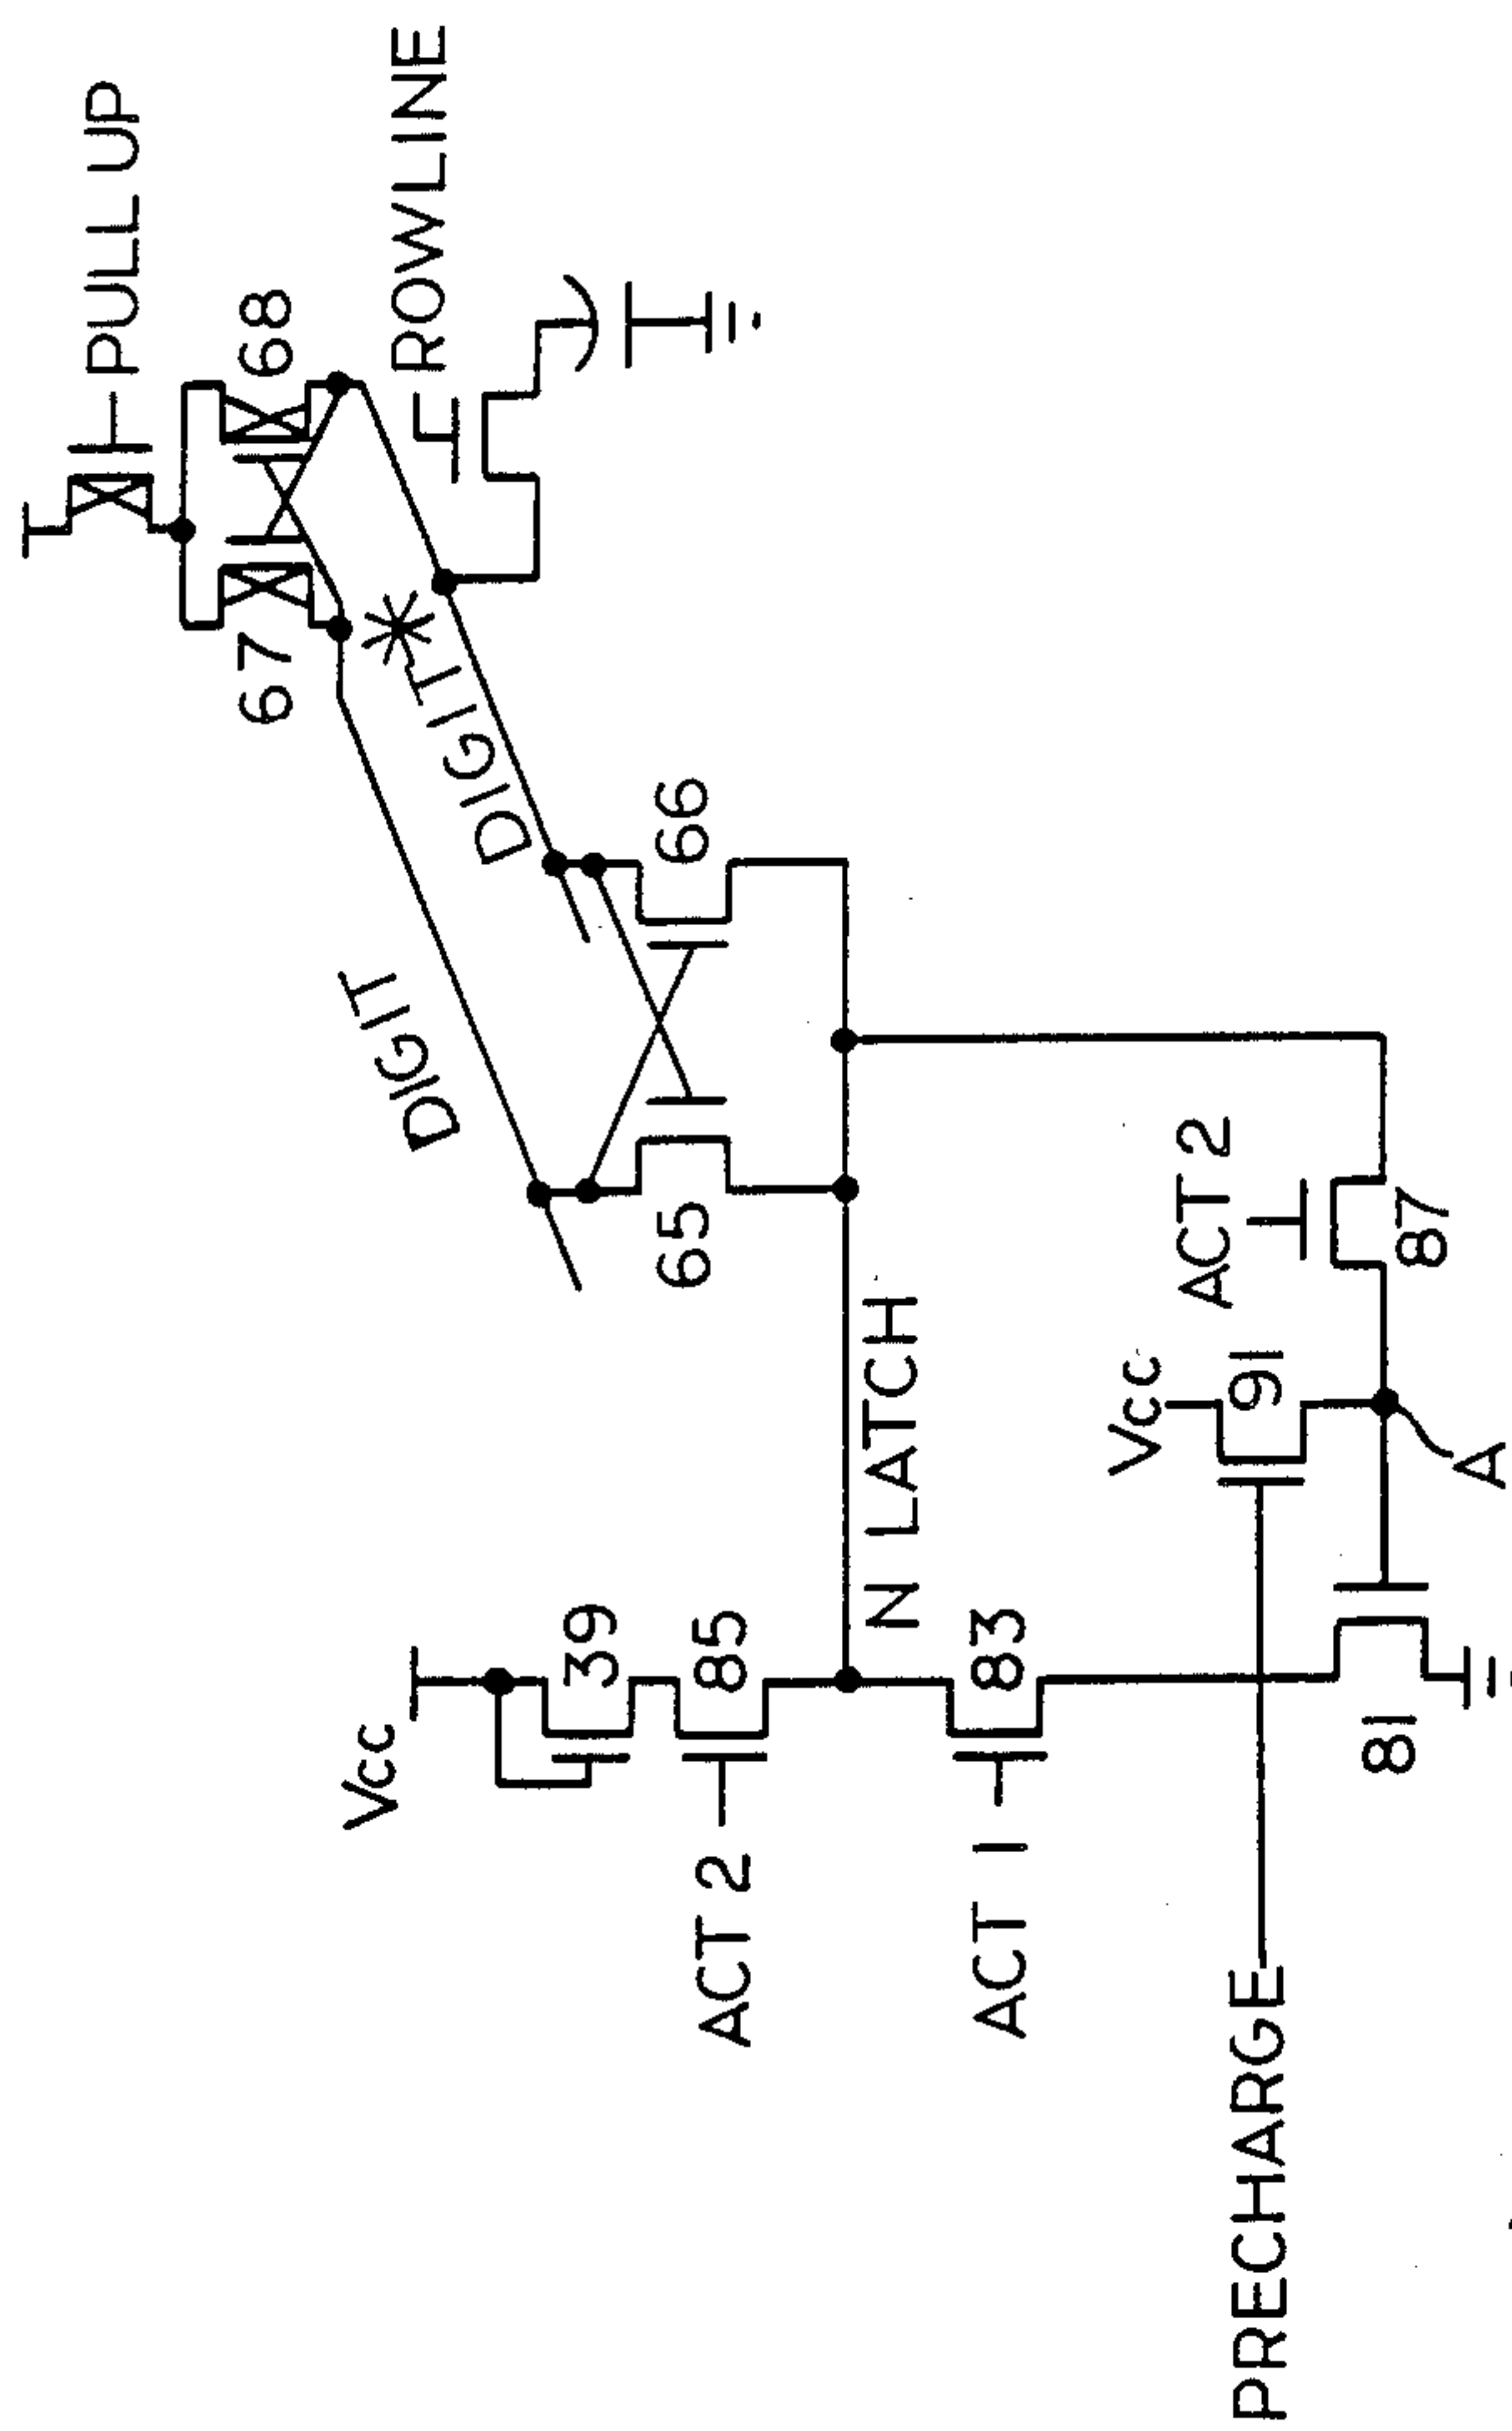 PULL UP
67
68
ROWLINE
DIGIT
DIGIT*
65
66
Vcc
39
ACT 2
85
N LATCH
ACT 1
83
ACT 2
87
Vcc
91
PRECHARGE
81
A